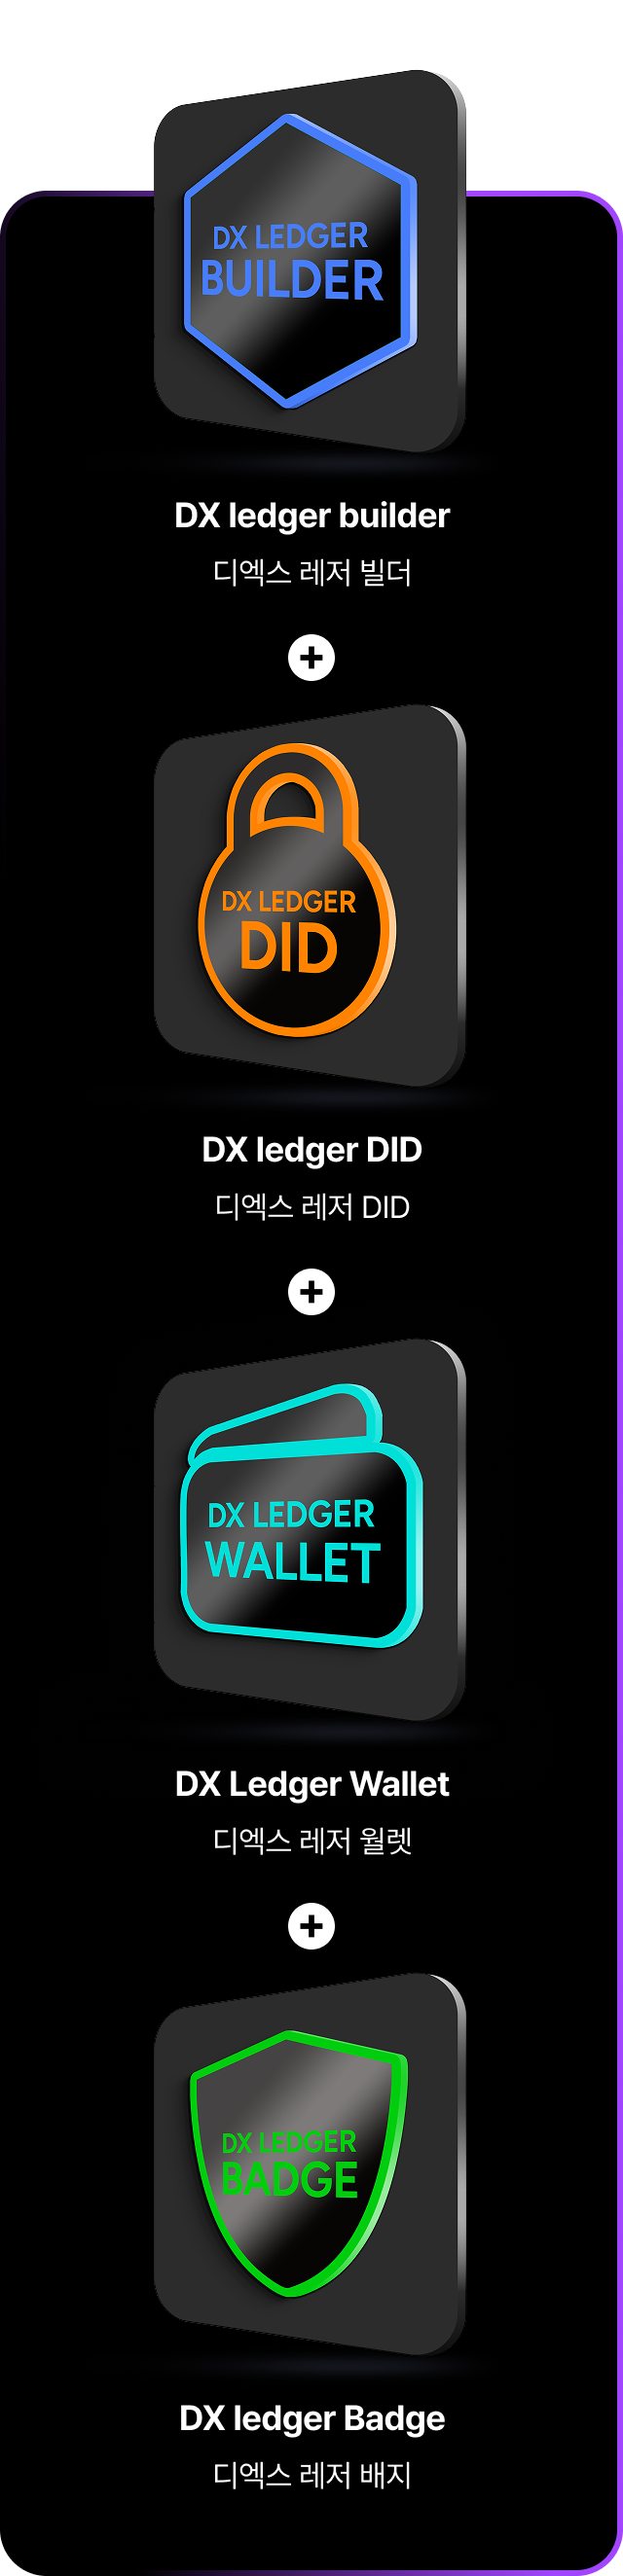 DX LEDGER
BUILDER
DX ledger builder
디엑스 레저 빌더
+
DX LEDGER
DID
DX ledger DID
디엑스 레저 DID
+
DX LEDGER
WALLET
DX Ledger Wallet
디엑스 레저 월렛
+
DX LEDGER
BADGE
DX ledger Badge
디엑스 레저 배지